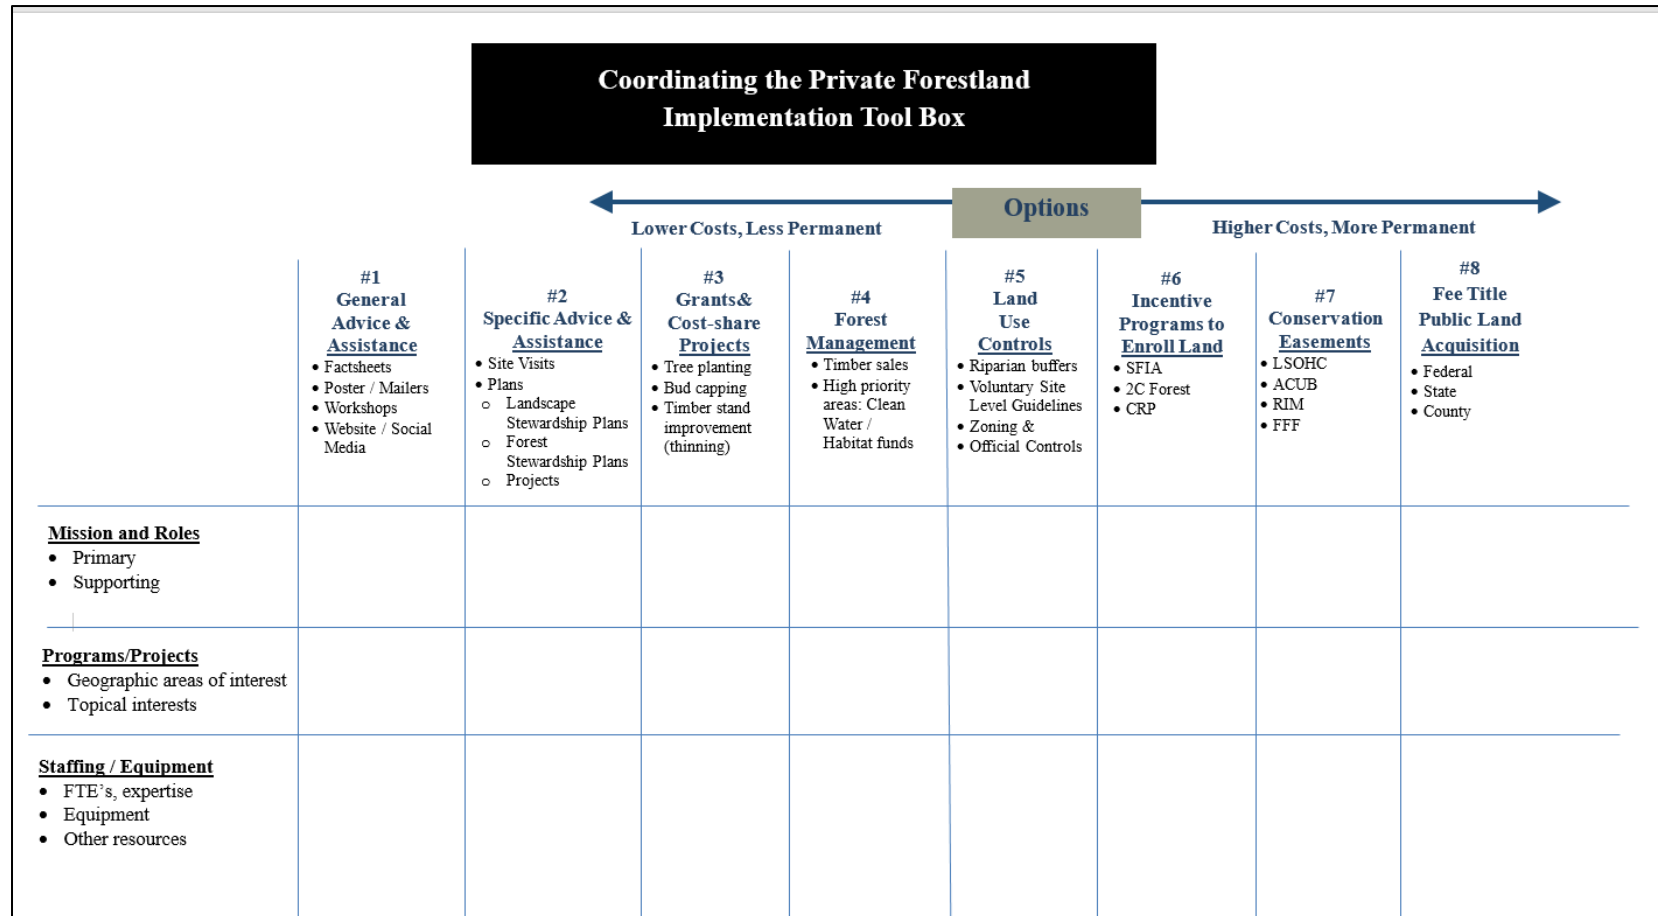 Coordinating the Private Forestland
Implementation Tool Box
Options
Lower Costs, Less Permanent
Higher Costs, More Permanent
#1
General
Advice &
Assistance
• Factsheets
• Poster / Mailers
• Workshops
• Website / Social
Media
#2
Specific Advice &
Assistance
• Site Visits
• Plans
o Landscape
Stewardship Plans
o Forest
Stewardship Plans
o Projects
#3
Grants&
Cost-share
Projects
• Tree planting
• Bud capping
• Timber stand
improvement
(thinning)
#4
Forest
Management
• Timber sales
• High priority
areas: Clean
Water /
Habitat funds
#5
Land
Use
Controls
• Riparian buffers
• Voluntary Site
Level Guidelines
• Zoning &
• Official Controls
#6
Incentive
Programs to
Enroll Land
• SFIA
• 2C Forest
• CRP
#7
Conservation
Easements
• LSOHC
• ACUB
• RIM
• FFF
#8
Fee Title
Public Land
Acquisition
• Federal
• State
• County
Mission and Roles
• Primary
• Supporting
Programs/Projects
• Geographic areas of interest
• Topical interests
Staffing / Equipment
• FTE’s, expertise
• Equipment
• Other resources